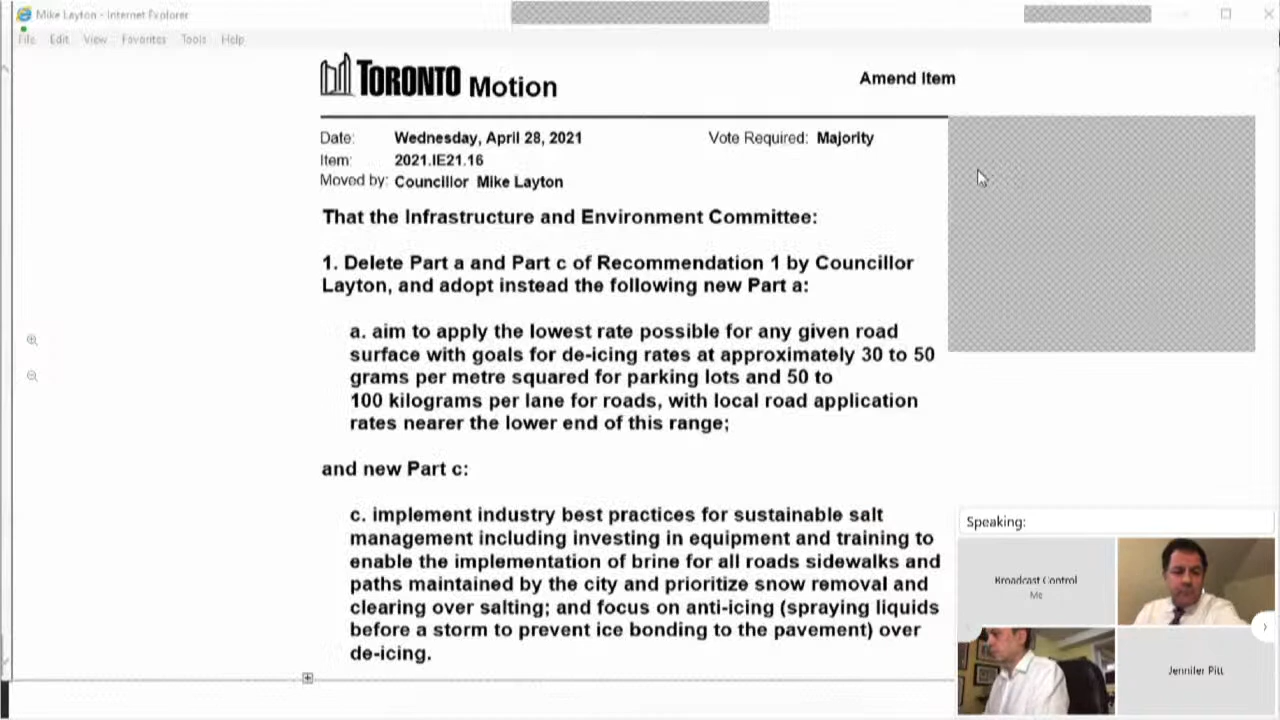 Mike Layton - Internet Explorer
File Edit View Favorites Tools Help
TORONTO Motion
Amend Item
Date: Wednesday, April 28, 2021
Vote Required: Majority
Item: 2021.IE21.16
Moved by: Councillor Mike Layton
That the Infrastructure and Environment Committee:
1. Delete Part a and Part c of Recommendation 1 by Councillor
Layton, and adopt instead the following new Part a:
a. aim to apply the lowest rate possible for any given road
surface with goals for de-icing rates at approximately 30 to 50
grams per metre squared for parking lots and 50 to
100 kilograms per lane for roads, with local road application
rates nearer the lower end of this range;
and new Part c:
c. implement industry best practices for sustainable salt
management including investing in equipment and training to
enable the implementation of brine for all roads sidewalks and
paths maintained by the city and prioritize snow removal and
clearing over salting; and focus on anti-icing (spraying liquids
before a storm to prevent ice bonding to the pavement) over
de-icing.
Speaking:
Broadcast Control
Me
Jennifer Pill